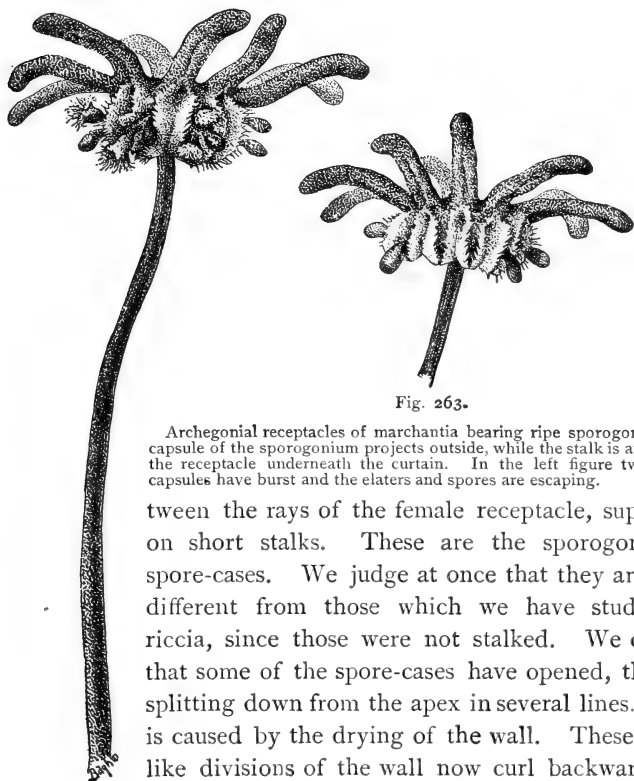 Fig. 263.
Archegonial receptacles of marchantia bearing ripe sporogon
capsule of the sporogonium projects outside, while the stalk is a
the receptacle underneath the curtain. In the left figure tw
capsules have burst and the elaters and spores are escaping.
tween the rays of the female receptacle, sup
on short stalks. These are the sporogon
spore-cases. We judge at once that they ar
different from those which we have stud
riccia, since those were not stalked. We
that some of the spore-cases have opened, t
splitting down from the apex in several lines.
is caused by the drying of the wall. These
like divisions of the wall now curl backwar